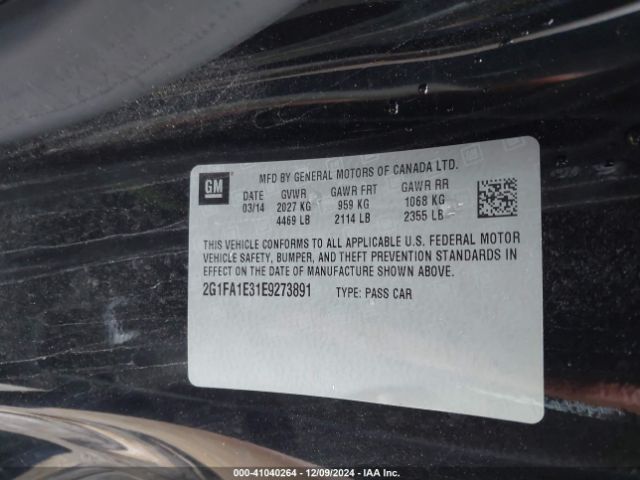 MFD BY GENERAL MOTORS OF CANADA LTD.
GM
DATE GVWR GAWR FRT GAWR RR
03/14 2027 KG 959 KG 1068 KG
4469 LB 2114 LB 2355 LB
THIS VEHICLE CONFORMS TO ALL APPLICABLE U.S. FEDERAL MOTOR
VEHICLE SAFETY, BUMPER, AND THEFT PREVENTION STANDARDS IN
EFFECT ON THE DATE OF MANUFACTURE SHOWN ABOVE.
2G1FA1E31E9273891 TYPE: PASS CAR
000-41040264 - 12/09/2024 - IAA Inc.